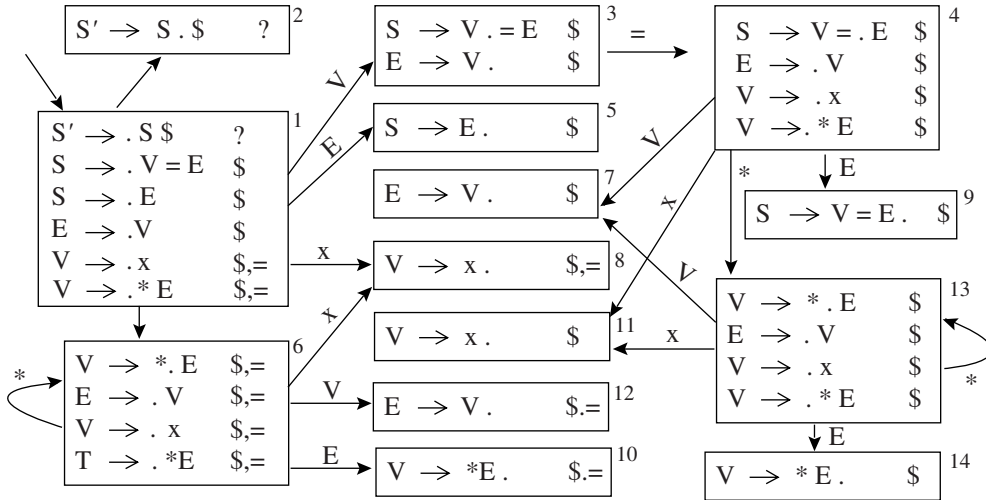 2
S′ → S . $ ?
3
S → V . = E $
E → V . $
=
4
S → V = . E $
E → . V $
V → . x $
V → . * E $
1
S′ → . S $ ?
S → . V = E $
S → . E $
E → .V $
V → . x $,=
V → . * E $,=
V
E
5
S → E . $
7
E → V . $
V
x
*
E
9
S → V = E . $
x
8
V → x . $,=
x
V
11
V → x . $
x
13
V → * . E $
E → . V $
V → . x $
V → . * E $
*
6
V → *. E $,=
E → . V $,=
V → . x $,=
T → . *E $,=
*
V
12
E → V . $.=
E
10
V → *E . $.=
E
14
V → * E . $